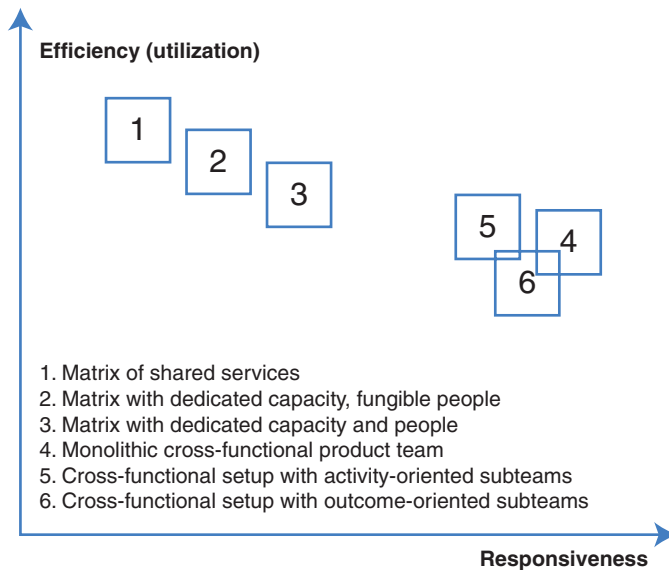 Efficiency (utilization)
1
2
3
5
4
6
1. Matrix of shared services
2. Matrix with dedicated capacity, fungible people
3. Matrix with dedicated capacity and people
4. Monolithic cross-functional product team
5. Cross-functional setup with activity-oriented subteams
6. Cross-functional setup with outcome-oriented subteams
Responsiveness